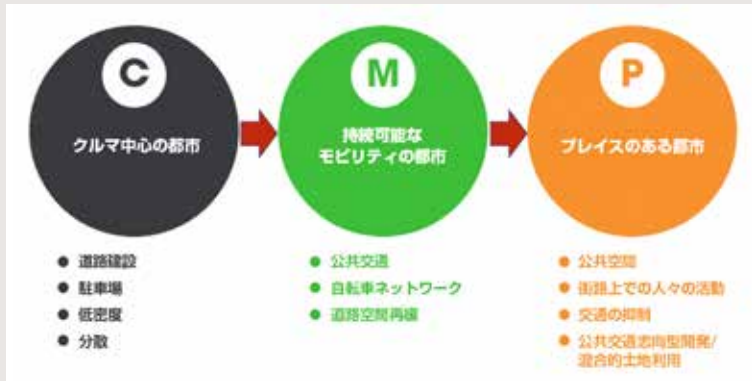 C
クルマ中心の都市
● 道路建設
● 駐車場
● 低密度
● 分散
M
持続可能な
モビリティの都市
● 公共交通
● 自転車ネットワーク
● 道路空間再編
P
プレイスのある都市
● 公共空間
● 街路上での人々の活動
● 交通の抑制
● 公共交通志向型開発/
混合的土地利用